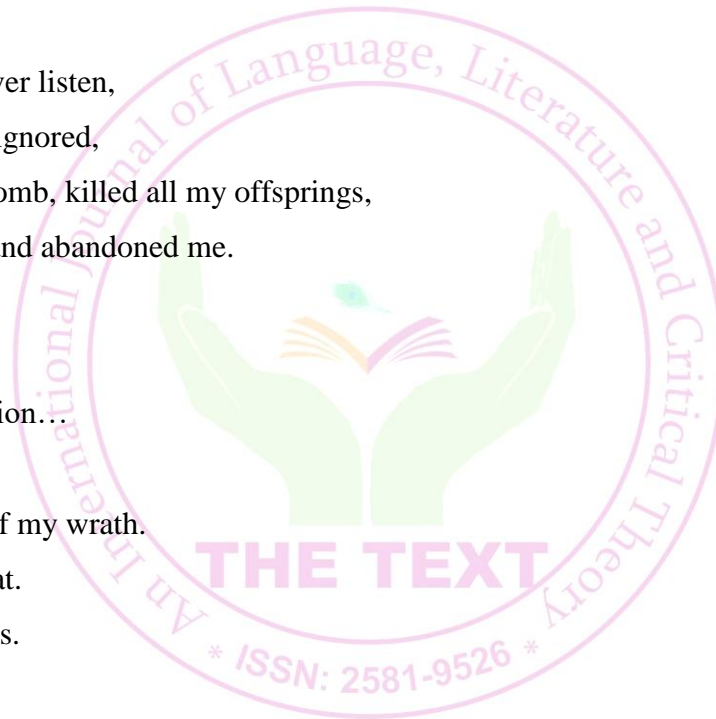 ver listen,
gnored,
omb, killed all my offsprings,
and abandoned me.
ion…
f my wrath.
at.
s.
An International Journal of Language, Literature and Critical Theory
THE TEXT
* ISSN: 2581-9526 *